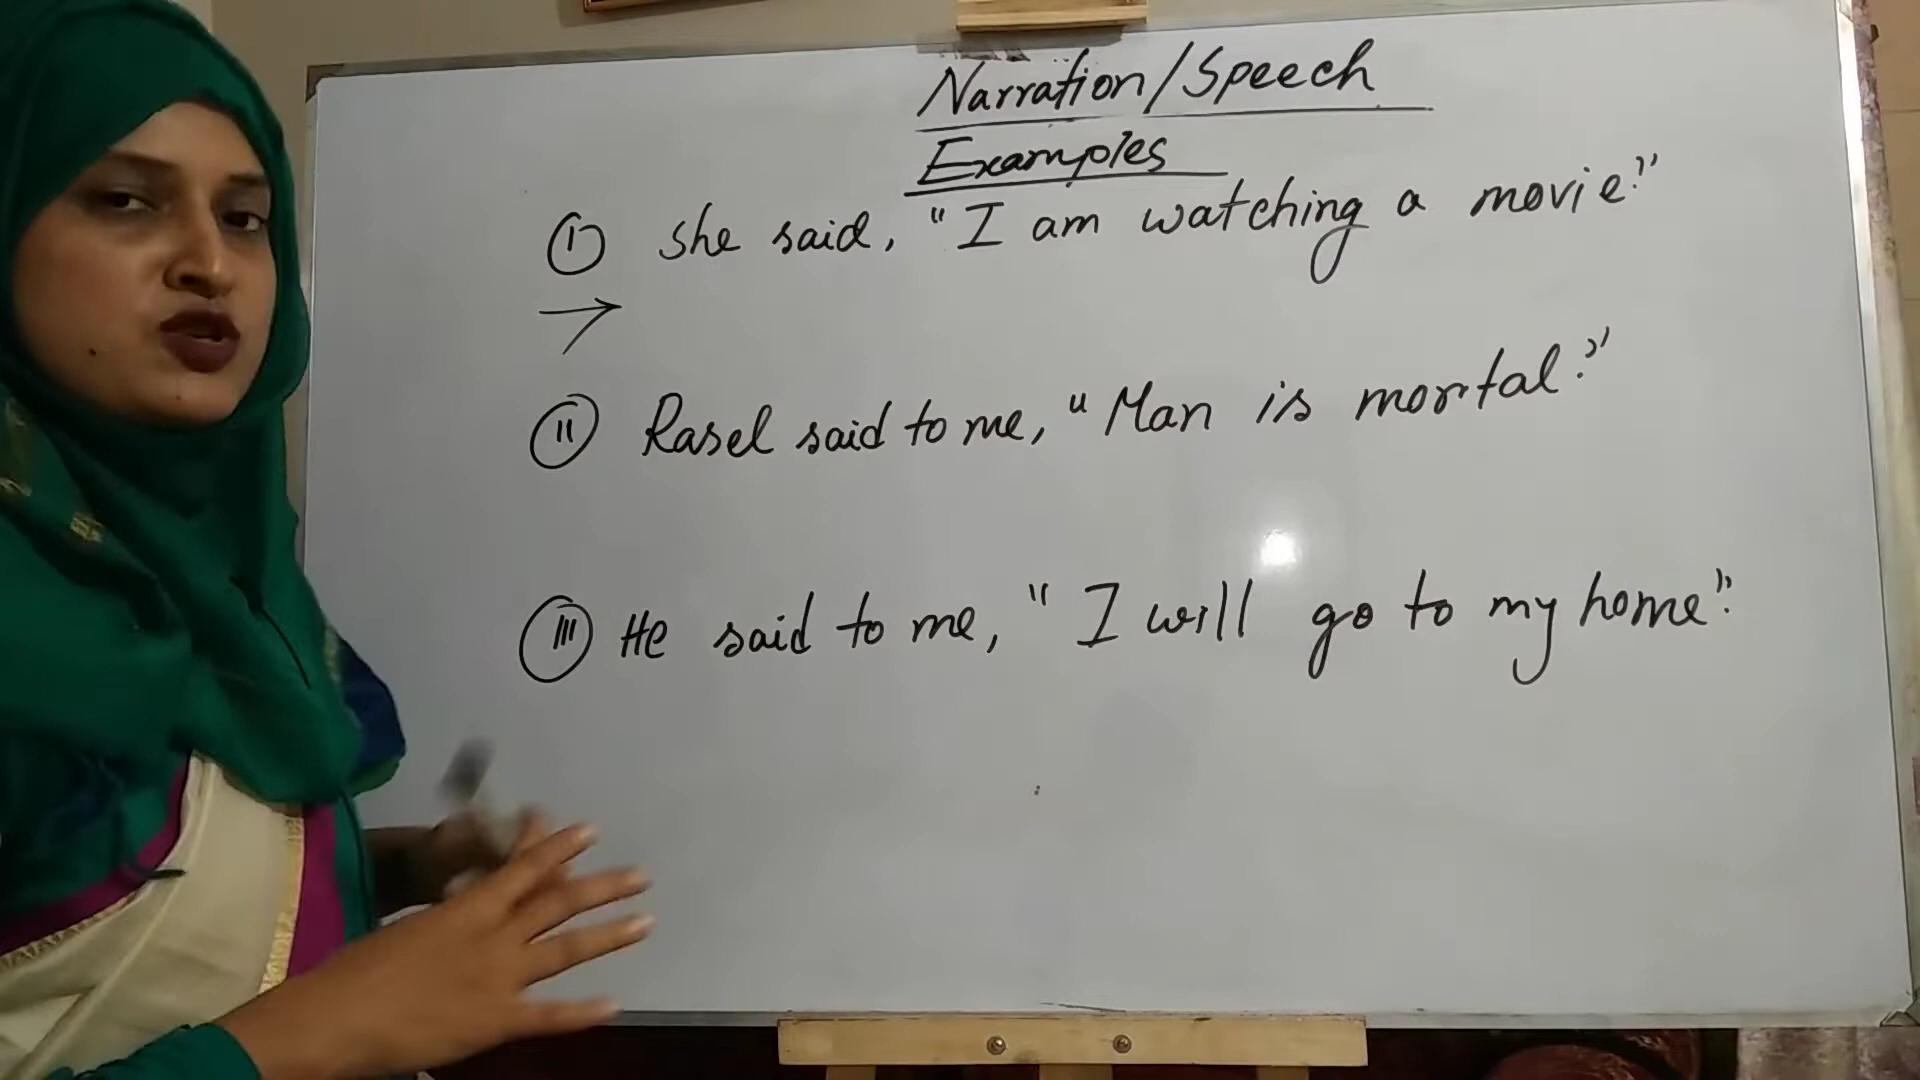 Narration/Speech
Examples
(I) She said, "I am watching a movie."
→
(II) Rasel said to me, "Man is mortal."
(III) He said to me, "I will go to my home".